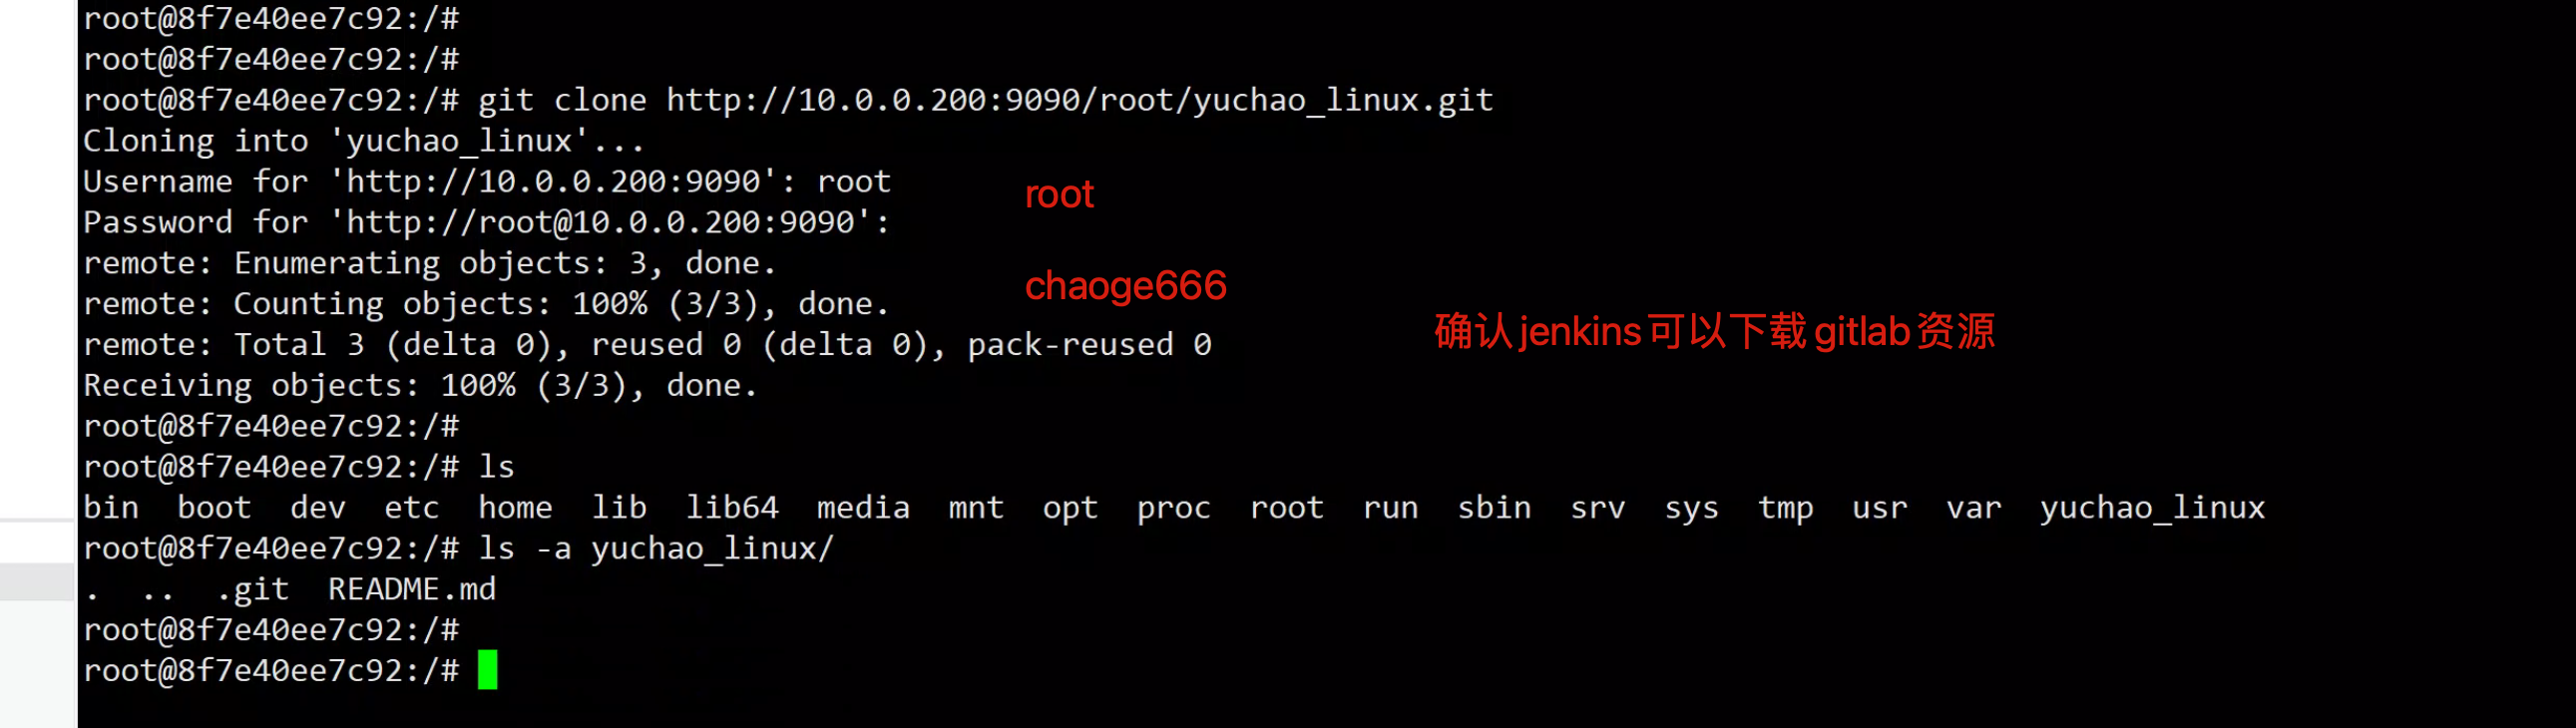 root@8f7e40ee7c92:/#
root@8f7e40ee7c92:/#
root@8f7e40ee7c92:/# git clone http://10.0.0.200:9090/root/yuchao_linux.git
Cloning into 'yuchao_linux'...
Username for 'http://10.0.0.200:9090': root
root
Password for 'http://root@10.0.0.200:9090':
remote: Enumerating objects: 3, done.
chaoge666
remote: Counting objects: 100% (3/3), done.
确认jenkins可以下载gitlab资源
remote: Total 3 (delta 0), reused 0 (delta 0), pack-reused 0
Receiving objects: 100% (3/3), done.
root@8f7e40ee7c92:/#
root@8f7e40ee7c92:/# ls
bin  boot  dev  etc  home  lib  lib64  media  mnt  opt  proc  root  run  sbin  srv  sys  tmp  usr  var  yuchao_linux
root@8f7e40ee7c92:/# ls -a yuchao_linux/
.  ..  .git  README.md
root@8f7e40ee7c92:/#
root@8f7e40ee7c92:/#